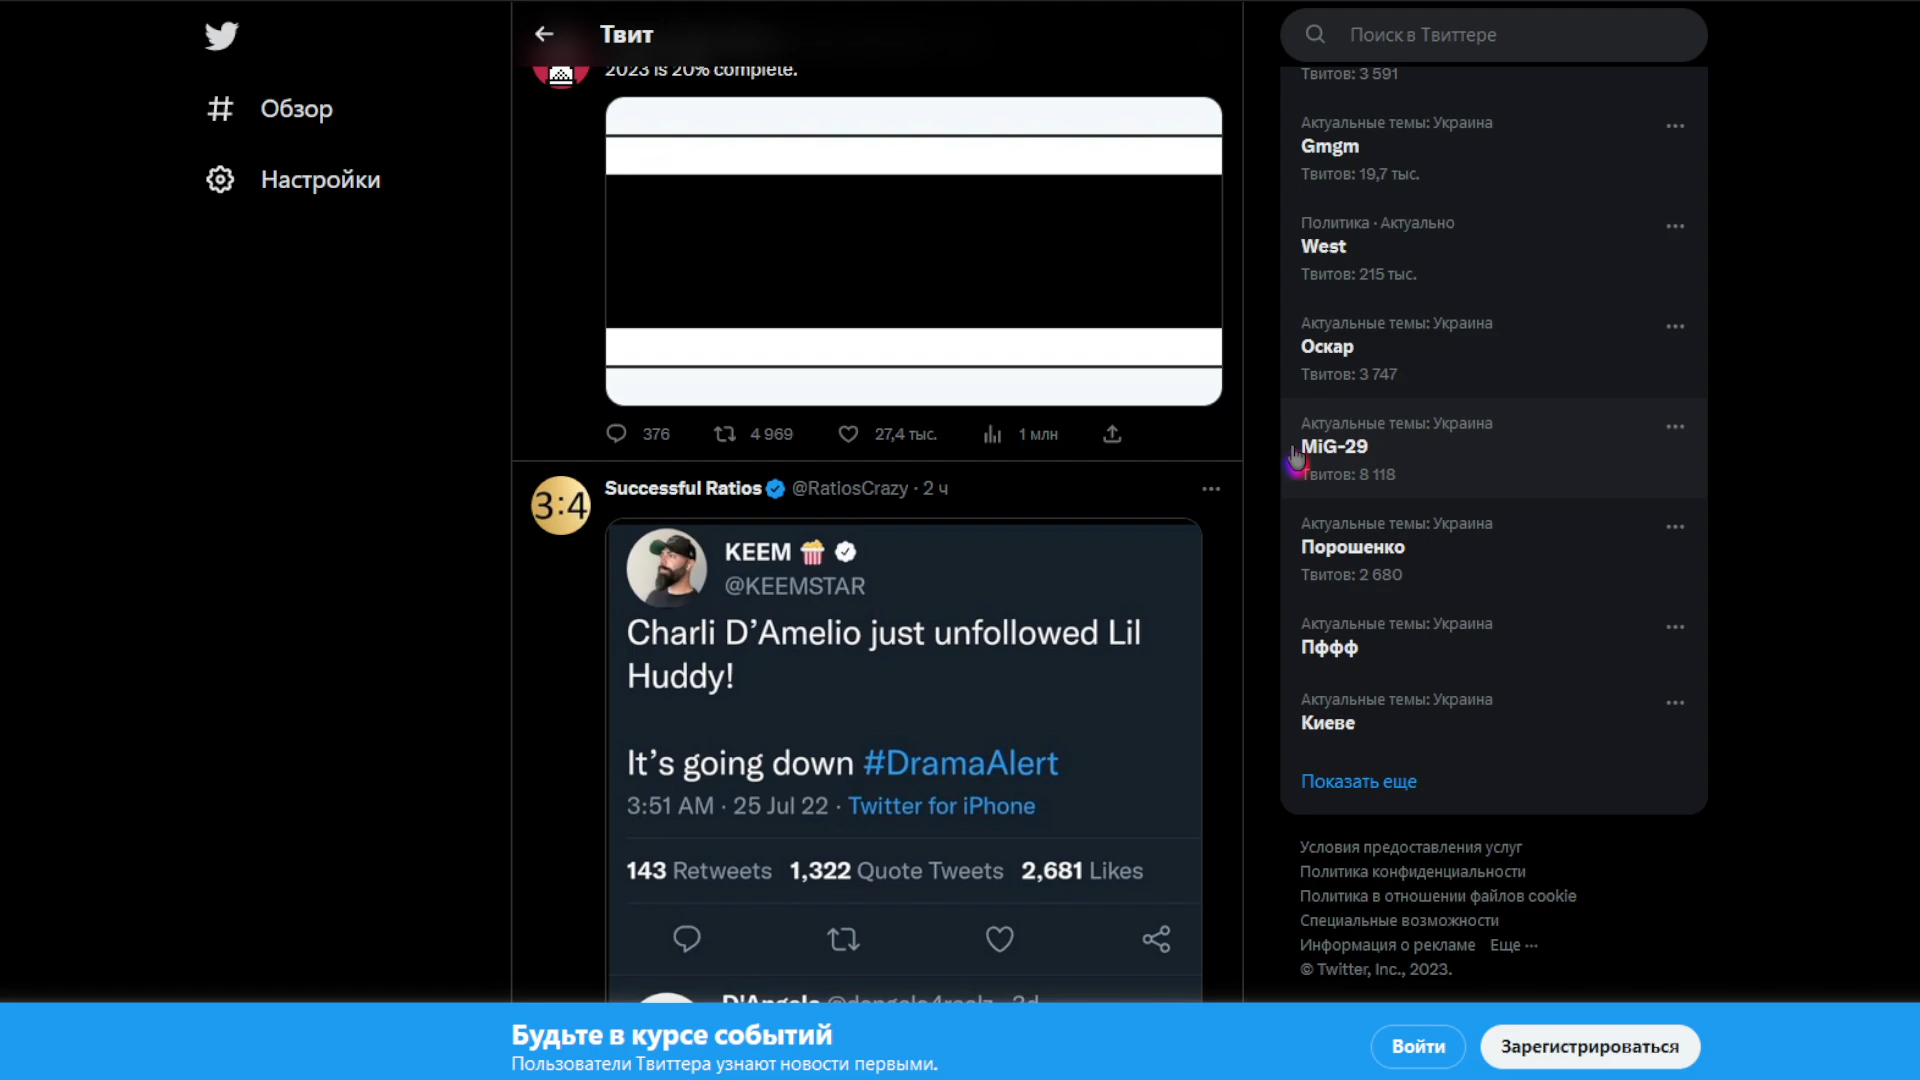 Обзор
Настройки
Твит
2023 is 20% complete.
376 4 969 27,4 тыс. 1 млн
3:4
Successful Ratios @RatiosCrazy · 2 ч
KEEM
@KEEMSTAR
Charli D’Amelio just unfollowed Lil
Huddy!
It’s going down #DramaAlert
3:51 AM · 25 Jul 22 · Twitter for iPhone
143 Retweets 1,322 Quote Tweets 2,681 Likes
D'Angelo @dangelo4realz · 2d
Поиск в Твиттере
Твитов: 3 591
Актуальные темы: Украина
Gmgm
Твитов: 19,7 тыс.
Политика · Актуально
West
Твитов: 215 тыс.
Актуальные темы: Украина
Оскар
Твитов: 3 747
Актуальные темы: Украина
MiG-29
Твитов: 8 118
Актуальные темы: Украина
Порошенко
Твитов: 2 680
Актуальные темы: Украина
Пффф
Актуальные темы: Украина
Киеве
Показать еще
Условия предоставления услуг
Политика конфиденциальности
Политика в отношении файлов cookie
Специальные возможности
Информация о рекламе Еще ···
© Twitter, Inc., 2023.
Будьте в курсе событий
Пользователи Твиттера узнают новости первыми.
Войти
Зарегистрироваться